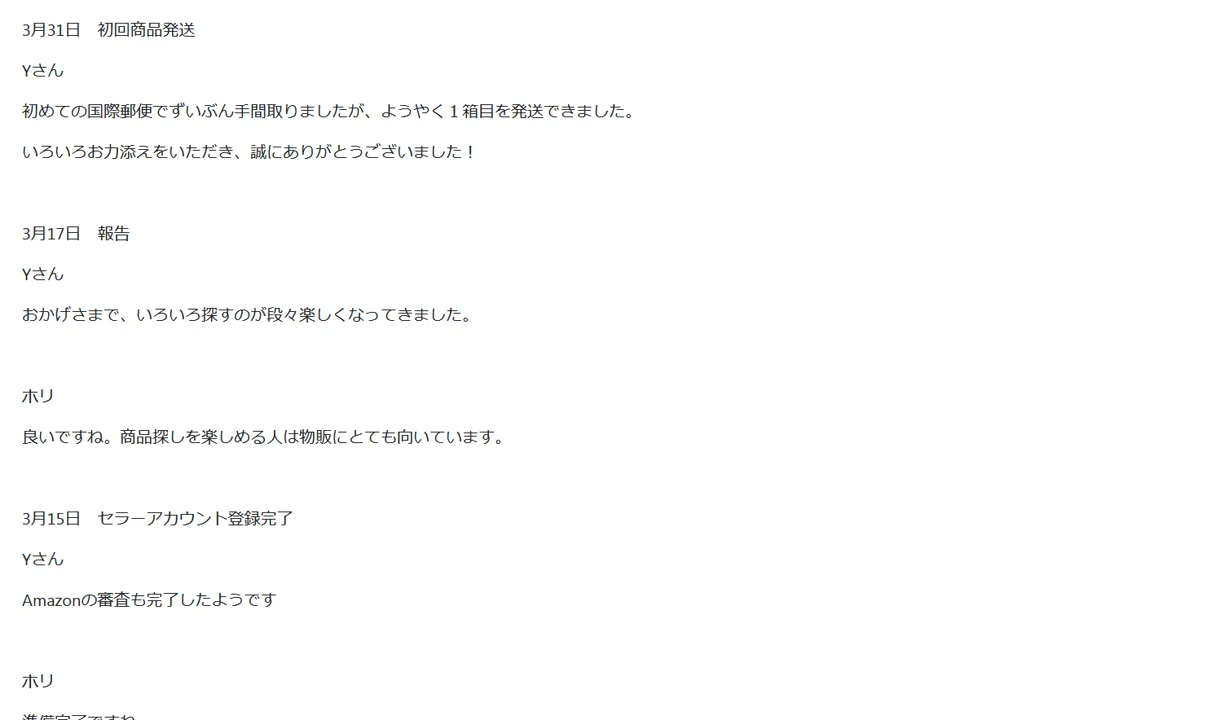 3月31日　初回商品発送
Yさん
初めての国際郵便でずいぶん手間取りましたが、ようやく１箱目を発送できました。
いろいろお力添えをいただき、誠にありがとうございました！
3月17日　報告
Yさん
おかげさまで、いろいろ探すのが段々楽しくなってきました。
ホリ
良いですね。商品探しを楽しめる人は物販にとても向いています。
3月15日　セラーアカウント登録完了
Yさん
Amazonの審査も完了したようです
ホリ
準備完了ですね